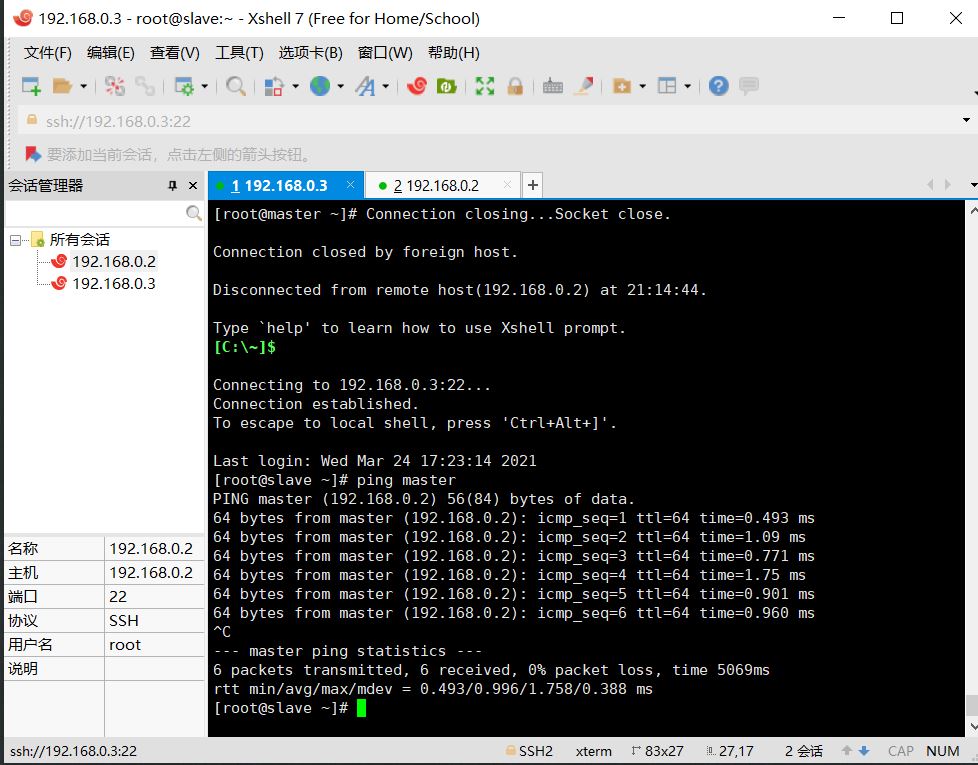 192.168.0.3 - root@slave:~ - Xshell 7 (Free for Home/School)
文件(F) 编辑(E) 查看(V) 工具(T) 选项卡(B) 窗口(W) 帮助(H)
ssh://192.168.0.3:22
要添加当前会话，点击左侧的箭头按钮。
会话管理器
1 192.168.0.3
2 192.168.0.2
所有会话
192.168.0.2
192.168.0.3
名称 192.168.0.2
主机 192.168.0.2
端口 22
协议 SSH
用户名 root
说明
[root@master ~]# Connection closing...Socket close.
Connection closed by foreign host.
Disconnected from remote host(192.168.0.2) at 21:14:44.
Type `help' to learn how to use Xshell prompt.
[C:\~]$
Connecting to 192.168.0.3:22...
Connection established.
To escape to local shell, press 'Ctrl+Alt+]'.
Last login: Wed Mar 24 17:23:14 2021
[root@slave ~]# ping master
PING master (192.168.0.2) 56(84) bytes of data.
64 bytes from master (192.168.0.2): icmp_seq=1 ttl=64 time=0.493 ms
64 bytes from master (192.168.0.2): icmp_seq=2 ttl=64 time=1.09 ms
64 bytes from master (192.168.0.2): icmp_seq=3 ttl=64 time=0.771 ms
64 bytes from master (192.168.0.2): icmp_seq=4 ttl=64 time=1.75 ms
64 bytes from master (192.168.0.2): icmp_seq=5 ttl=64 time=0.901 ms
64 bytes from master (192.168.0.2): icmp_seq=6 ttl=64 time=0.960 ms
^C
--- master ping statistics ---
6 packets transmitted, 6 received, 0% packet loss, time 5069ms
rtt min/avg/max/mdev = 0.493/0.996/1.758/0.388 ms
[root@slave ~]#
ssh://192.168.0.3:22 SSH2 xterm 83x27 27,17 2 会话 CAP NUM